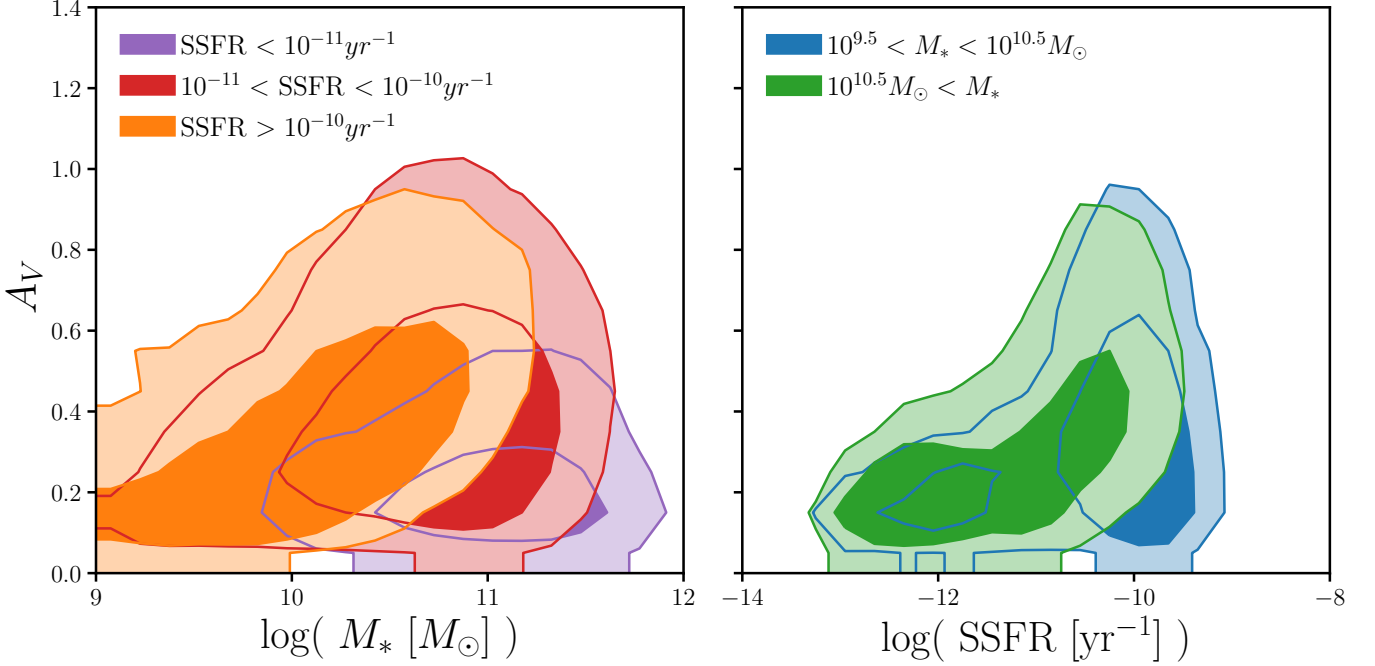 1.4
1.2
1.0
0.8
0.6
0.4
0.2
0.0
A_V
SSFR < 10^{-11}yr^{-1}
10^{-11} < SSFR < 10^{-10}yr^{-1}
SSFR > 10^{-10}yr^{-1}
9 10 11 12
log( M_* [M_⊙] )
10^{9.5} < M_* < 10^{10.5}M_⊙
10^{10.5}M_⊙ < M_*
−14 −12 −10 −8
log( SSFR [yr^{−1}] )